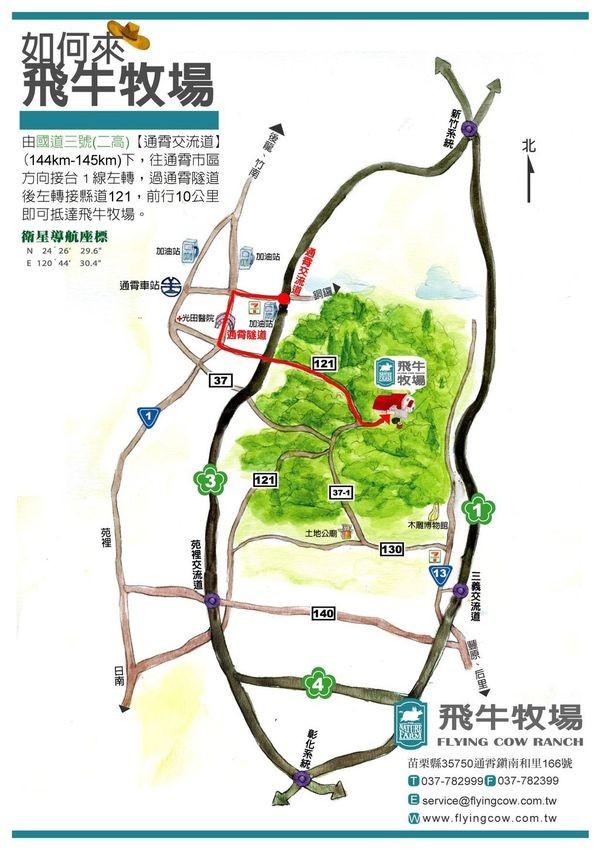 如何來
飛牛牧場
由國道三號(二高)【通霄交流道】
(144km-145km)下，往通霄市區
方向接台1線左轉，過通霄隧道
後左轉接縣道121，前行10公里
即可抵達飛牛牧場。
衛星導航座標
N 24°26' 29.6"
E 120°44' 30.4"
北
新竹系統
後龍、竹南
加油站
加油站
通霄車站
通霄交流道
銅鑼
7-ELEVEN
加油站
光田醫院
通霄隧道
121
飛牛牧場
NATURE FARM
37
1
3
121
37-1
木雕博物館
1
土地公廟
130
7-ELEVEN
13
苑裡
苑裡交流道
三義交流道
140
日南
豐原、后里
4
彰化系統
NATURE FARM
飛牛牧場
FLYING COW RANCH
苗栗縣35750通霄鎮南和里166號
T 037-782999 F 037-782399
E service@flyingcow.com.tw
W www.flyingcow.com.tw